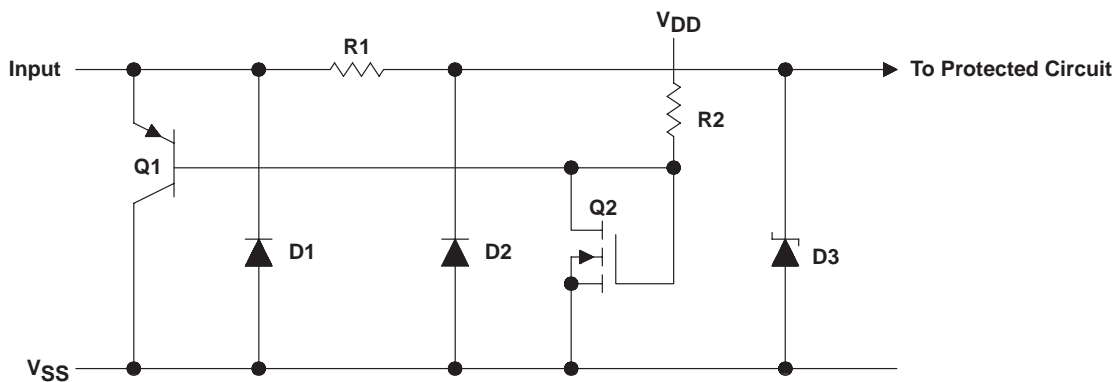 VDD
R1
Input
To Protected Circuit
R2
Q1
Q2
D1
D2
D3
VSS